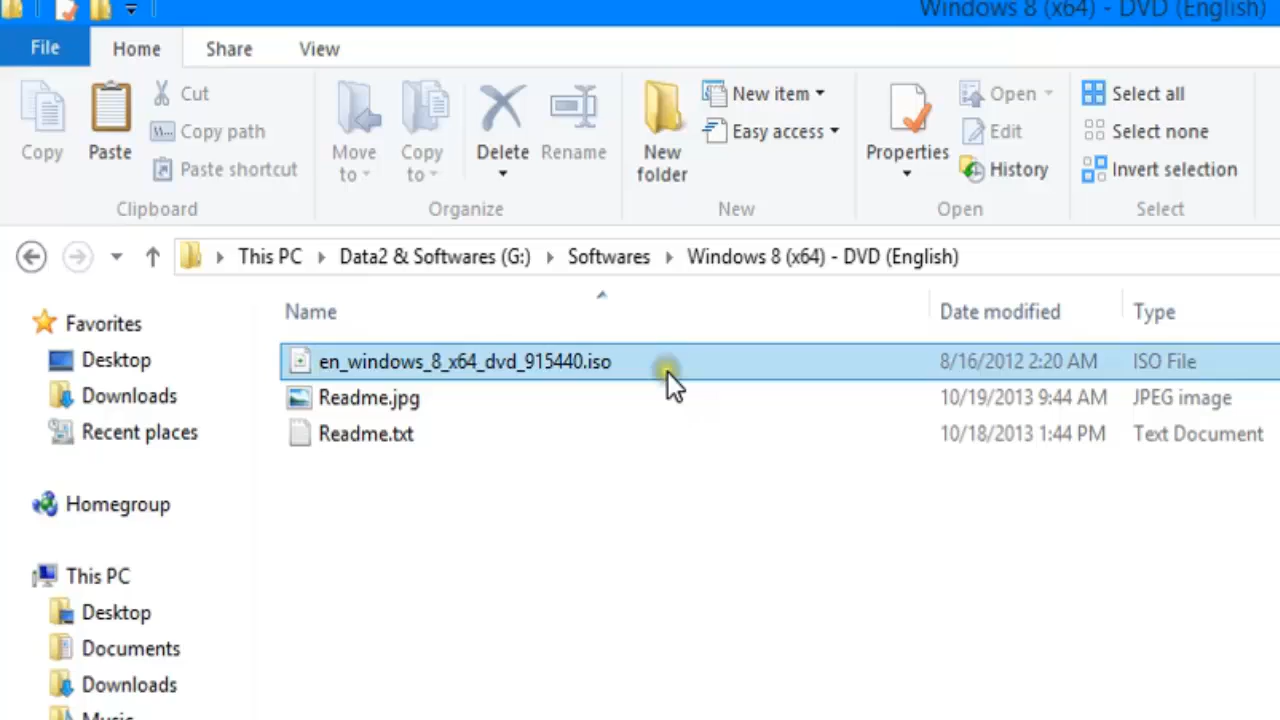 Windows 8 (x64) - DVD (English)
File Home Share View
Copy Paste Cut Copy path Paste shortcut Move to Copy to Delete Rename New folder New item Easy access Properties Open Edit History Select all Select none Invert selection
Clipboard Organize New Open Select
This PC Data2 & Softwares (G:) Softwares Windows 8 (x64) - DVD (English)
Name Date modified Type
Favorites
Desktop
Downloads
Recent places
Homegroup
This PC
Desktop
Documents
Downloads
Music
en_windows_8_x64_dvd_915440.iso 8/16/2012 2:20 AM ISO File
Readme.jpg 10/19/2013 9:44 AM JPEG image
Readme.txt 10/18/2013 1:44 PM Text Document